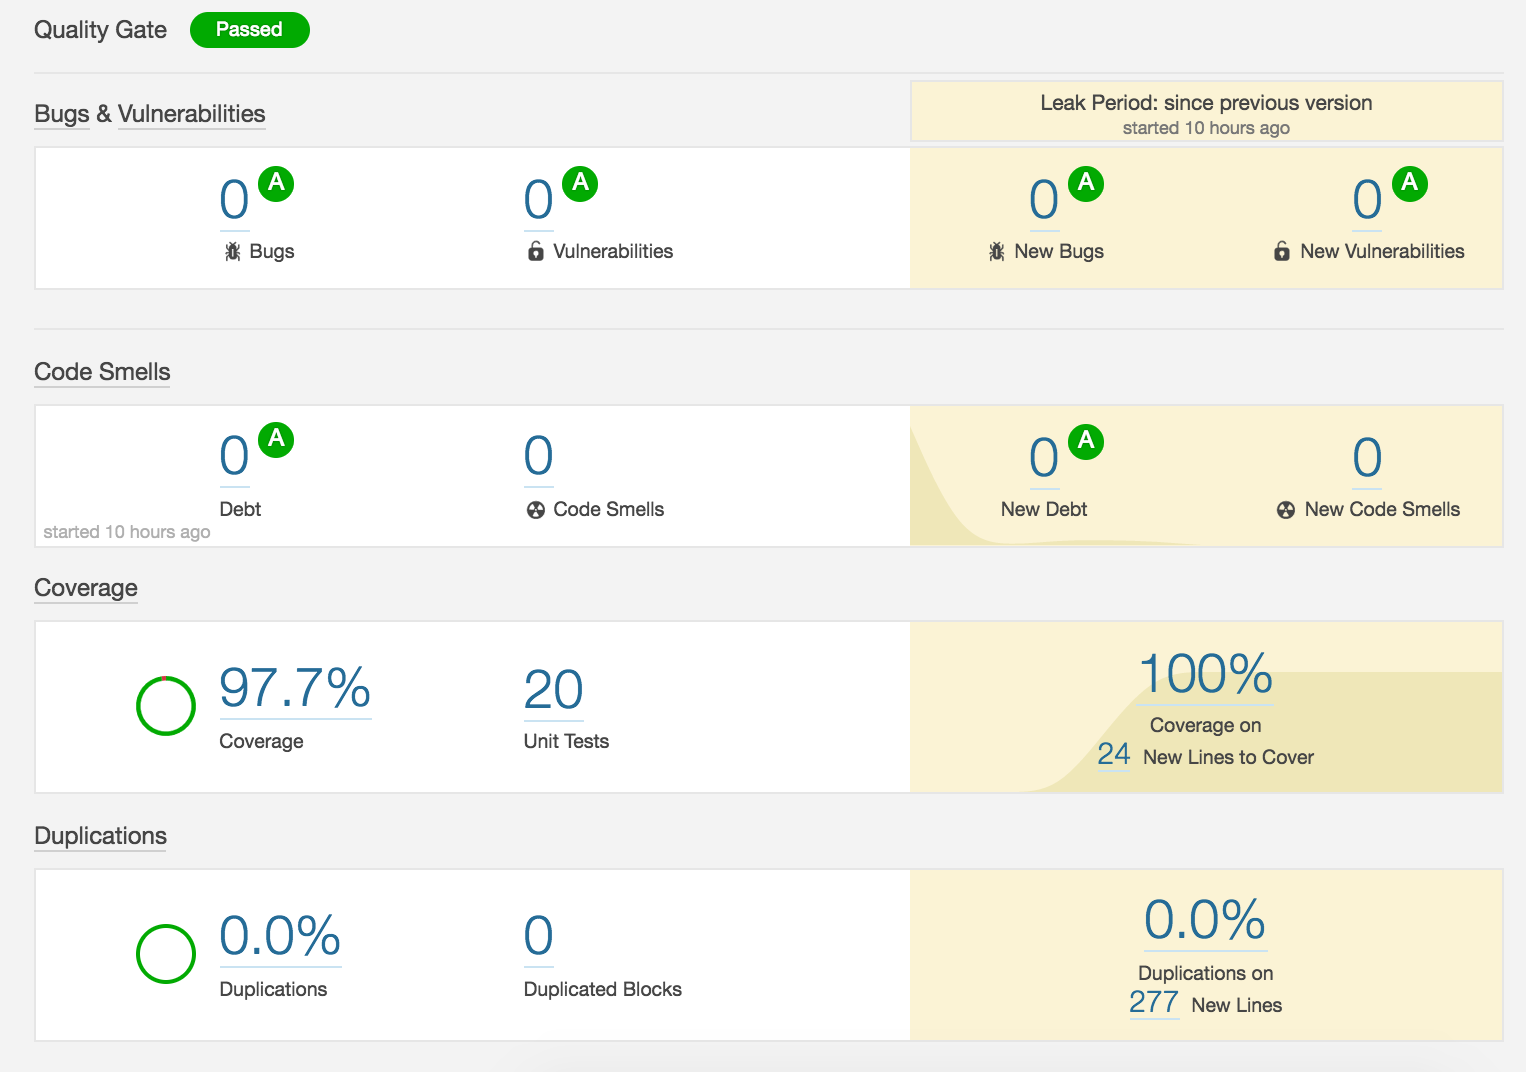 Quality Gate Passed
Leak Period: since previous version
started 10 hours ago
Bugs & Vulnerabilities
0 A 0 A 0 A 0 A
Bugs Vulnerabilities New Bugs New Vulnerabilities
Code Smells
0 A 0 0 A 0
Debt Code Smells New Debt New Code Smells
started 10 hours ago
Coverage
97.7% 20 100%
Coverage Unit Tests Coverage on
24 New Lines to Cover
Duplications
0.0% 0 0.0%
Duplications Duplicated Blocks Duplications on
277 New Lines